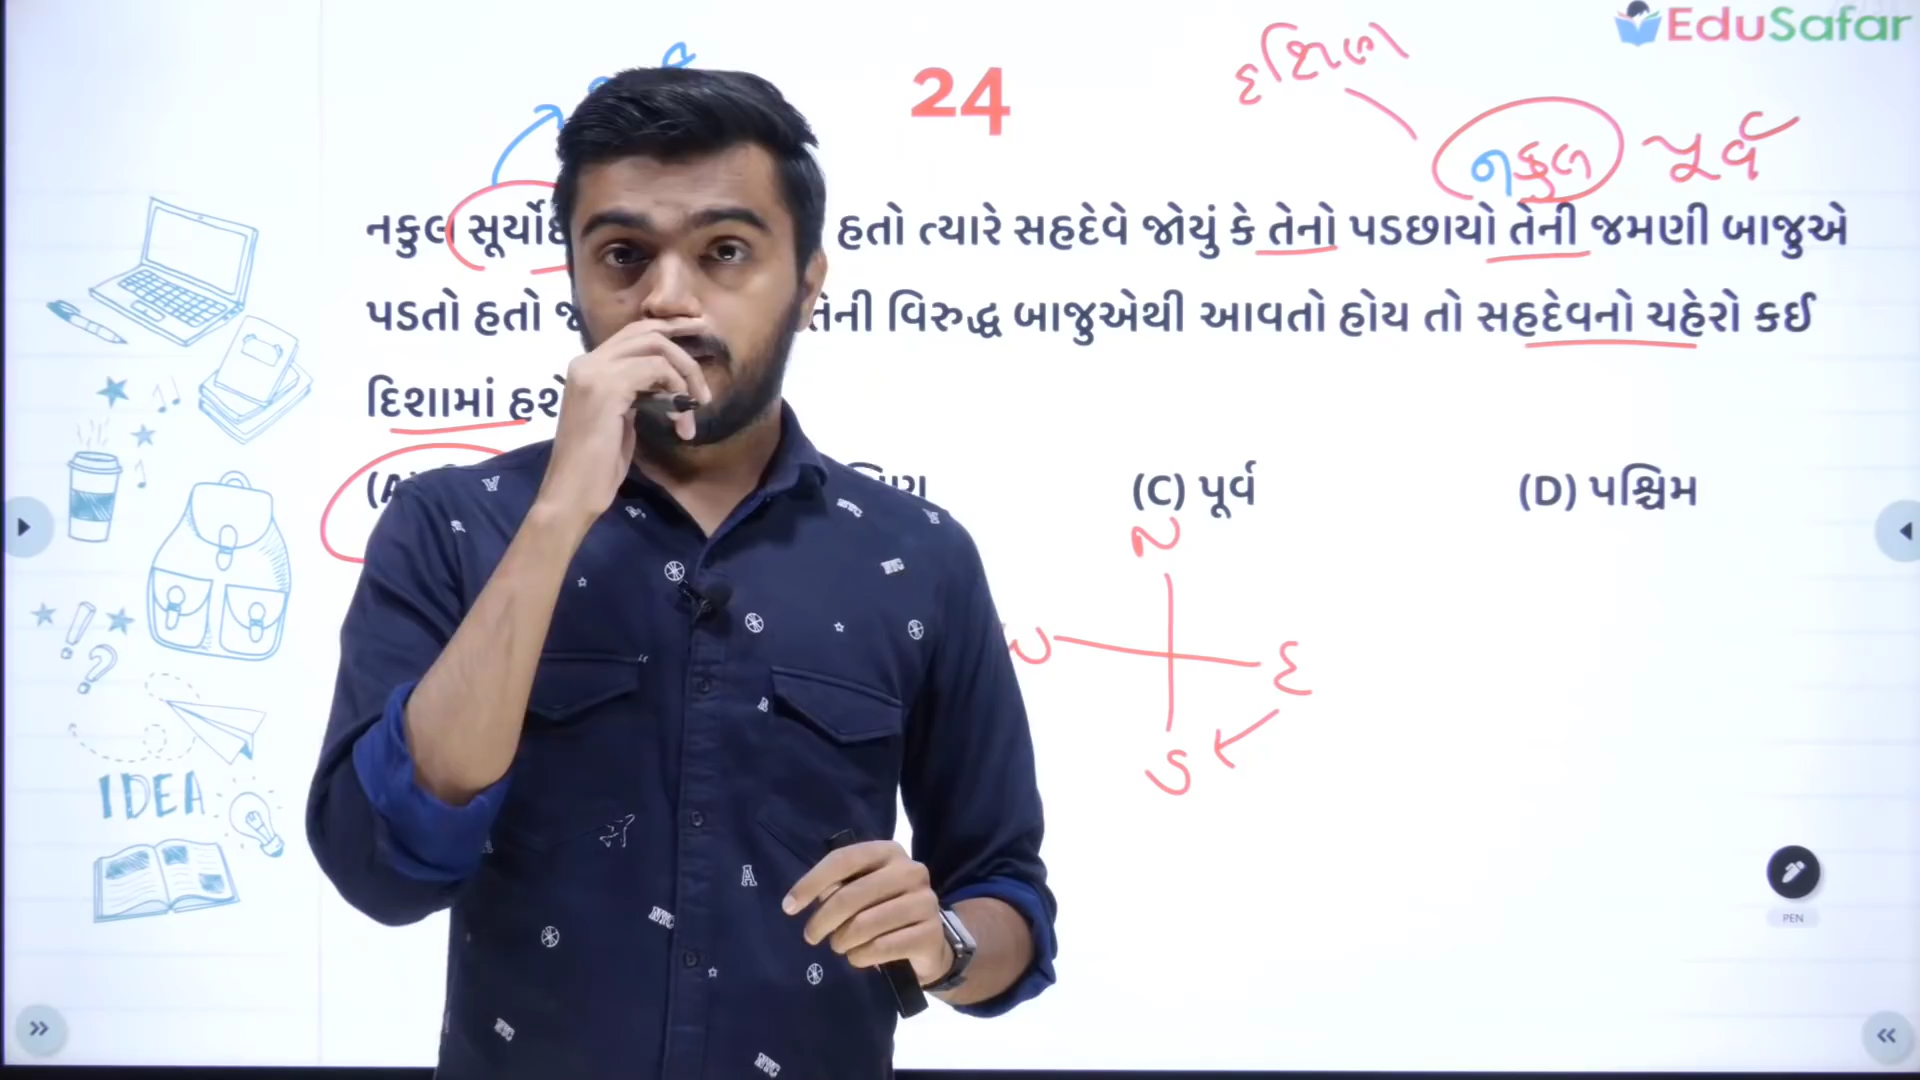 EduSafar
24
દક્ષિણ
નકુલ પૂર્વ
નકુલ હતો ત્યારે સહદેવે જોયું કે તેનો પડછાયો તેની જમણી બાજુએ
પડતો હતો તેની વિરુદ્ધ બાજુએથી આવતો હોય તો સહદેવનો ચહેરો કઈ
દિશામાં હશે
(A) (C) પૂર્વ (D) પશ્ચિમ
N
W E
S
IDEA
PEN